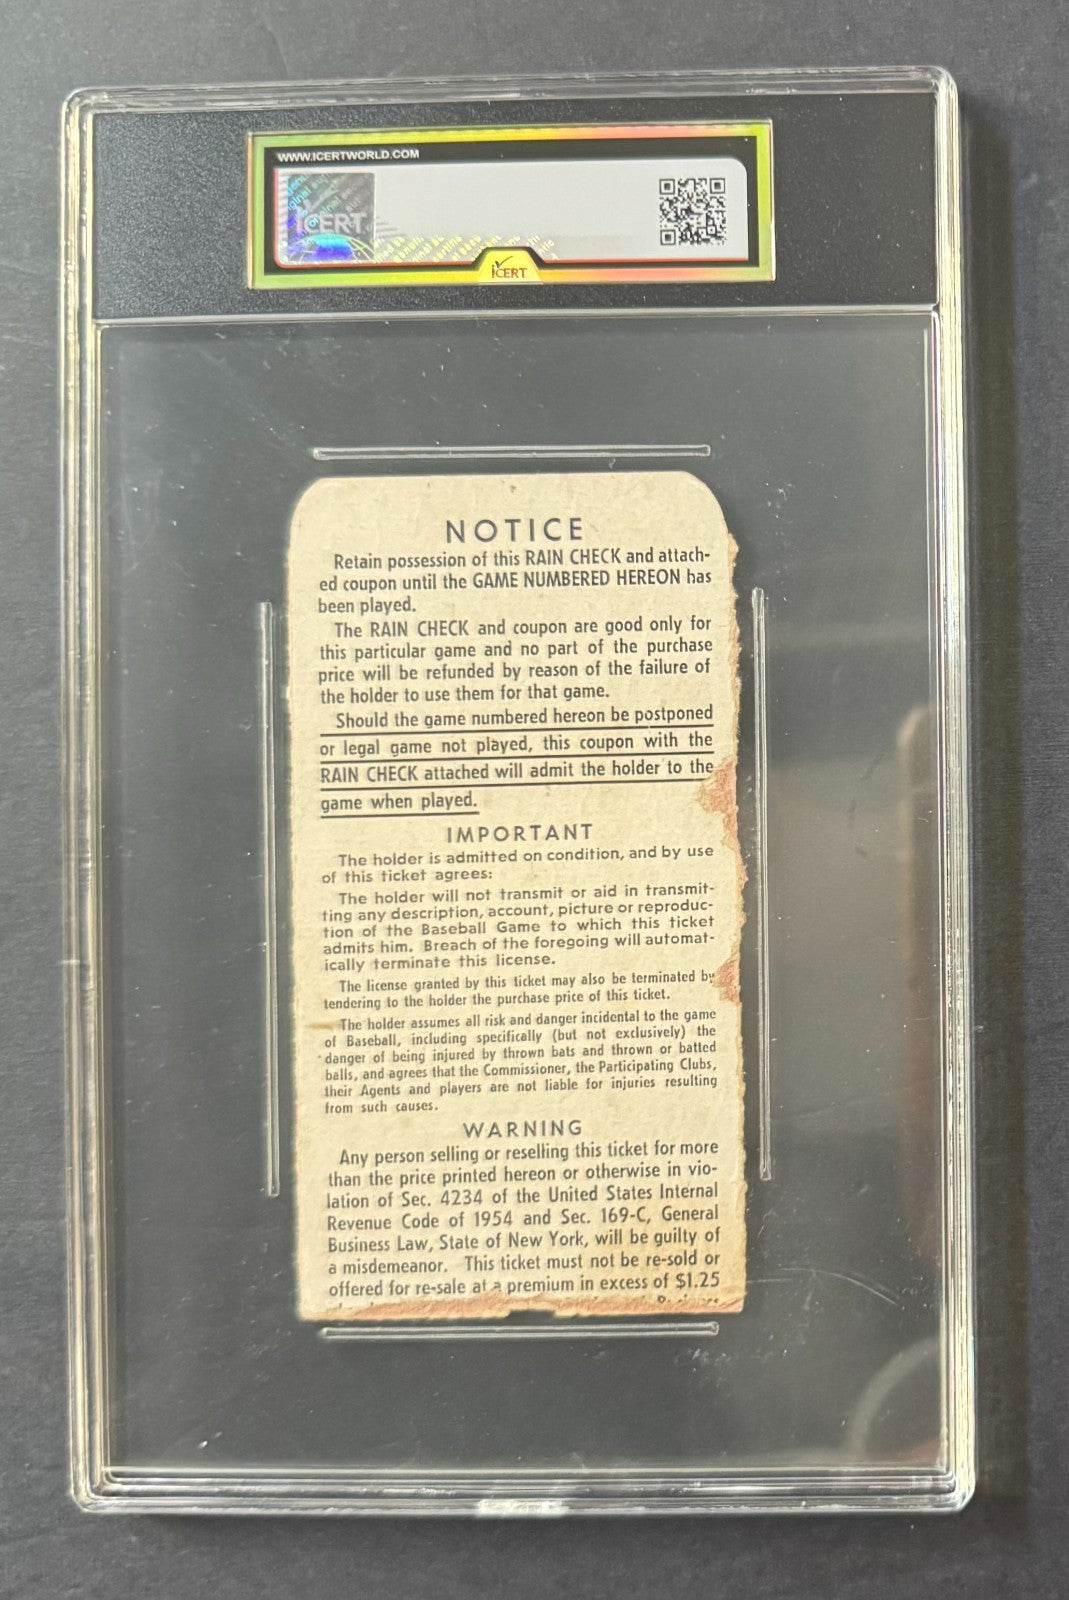 WWW.ICERTWORLD.COM
iCERT
iCERT
NOTICE
Retain possession of this RAIN CHECK and attach-
ed coupon until the GAME NUMBERED HEREON has
been played.
The RAIN CHECK and coupon are good only for
this particular game and no part of the purchase
price will be refunded by reason of the failure of
the holder to use them for that game.
Should the game numbered hereon be postponed
or legal game not played, this coupon with the
RAIN CHECK attached will admit the holder to the
game when played.
IMPORTANT
The holder is admitted on condition, and by use
of this ticket agrees:
The holder will not transmit or aid in transmit-
ting any description, account, picture or reproduc-
tion of the Baseball Game to which this ticket
admits him. Breach of the foregoing will automat-
ically terminate this license.
The license granted by this ticket may also be terminated by
tendering to the holder the purchase price of this ticket.
The holder assumes all risk and danger incidental to the game
of Baseball, including specifically (but not exclusively) the
danger of being injured by thrown bats and thrown or batted
balls, and agrees that the Commissioner, the Participating Clubs,
their Agents and players are not liable for injuries resulting
from such causes.
WARNING
Any person selling or reselling this ticket for more
than the price printed hereon or otherwise in vio-
lation of Sec. 4234 of the United States Internal
Revenue Code of 1954 and Sec. 169-C, General
Business Law, State of New York, will be guilty of
a misdemeanor. This ticket must not be re-sold or
offered for re-sale at a premium in excess of $1.25